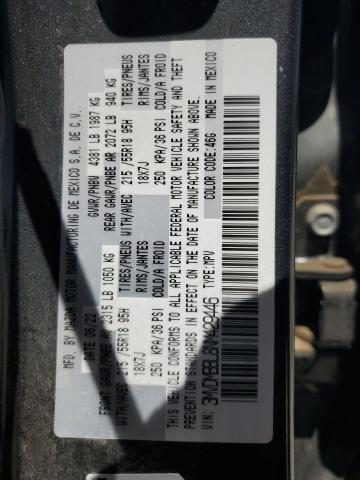 MFD. BY MAZDA MOTOR MANUFACTURING DE MEXICO S.A. DE C.V.
DATE: 06/22 GVWR/PNBV 4381 LB 1987 KG
FRONT GAWR/PNBE AV 2315 LB 1050 KG REAR GAWR/PNBE AR 2072 LB 940 KG
WITH/AVEC 215/55R18 95H TIRES/PNEUS WITH/AVEC 215/55R18 95H TIRES/PNEUS
18X7J RIMS/JANTES 18X7J RIMS/JANTES
250 KPA/36 PSI COLD/A FROID 250 KPA/36 PSI COLD/A FROID
THIS VEHICLE CONFORMS TO ALL APPLICABLE FEDERAL MOTOR VEHICLE SAFETY AND THEFT
PREVENTION STANDARDS IN EFFECT ON THE DATE OF MANUFACTURE SHOWN ABOVE.
TYPE:MPV COLOR CODE:46G MADE IN MEXICO
VIN: